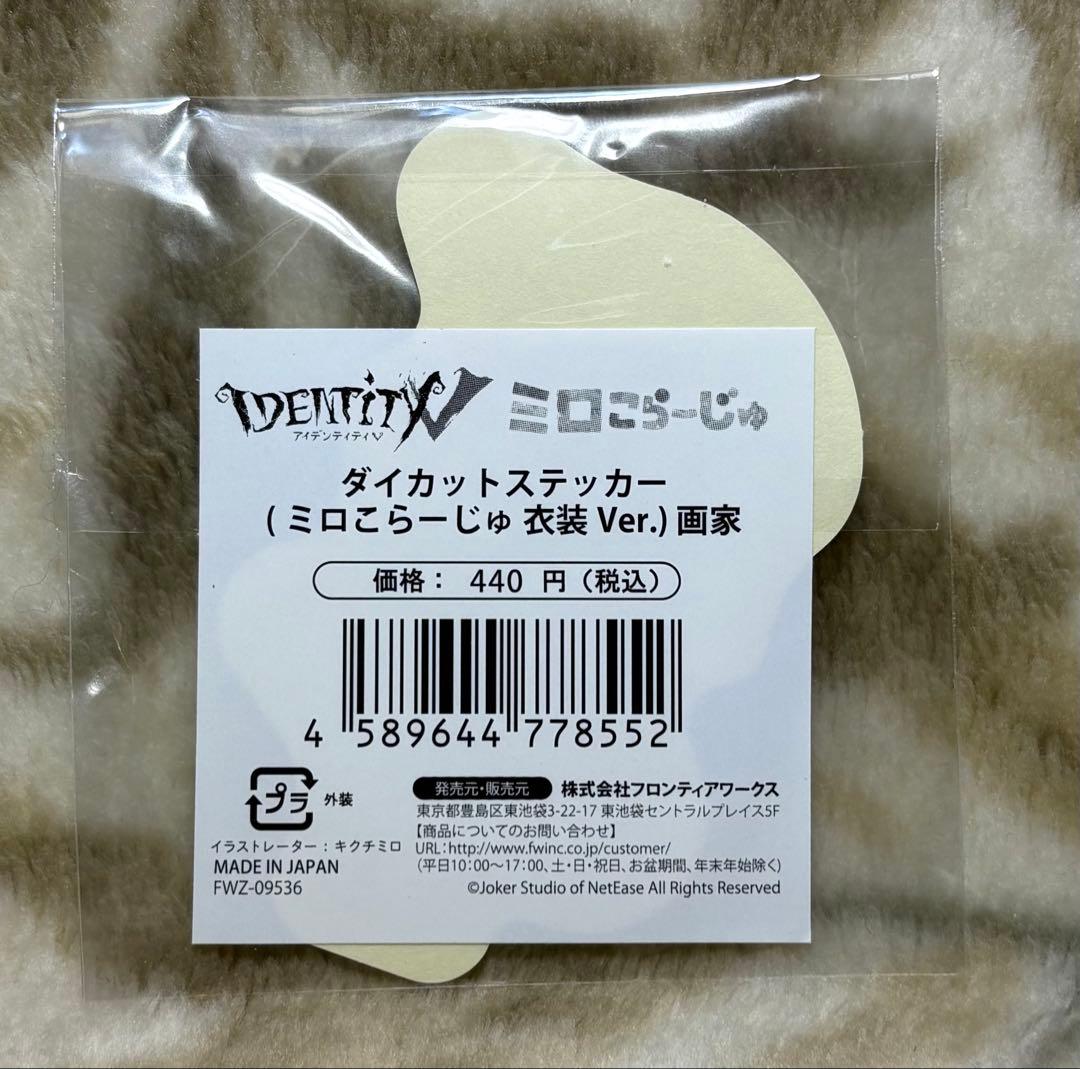 IDENTITY V
アイデンティティV
ミロこらーじゅ
ダイカットステッカー
(ミロこらーじゅ 衣装 Ver.) 画家
価格： 440 円（税込）
4 589644 778552
プラ 外装
発売元・販売元 株式会社フロンティアワークス
東京都豊島区東池袋3-22-17 東池袋セントラルプレイス5F
【商品についてのお問い合わせ】
イラストレーター：キクチミロ
URL:http://www.fwinc.co.jp/customer/
MADE IN JAPAN
（平日10：00〜17：00、土・日・祝日、お盆期間、年末年始除く）
FWZ-09536
©Joker Studio of NetEase All Rights Reserved